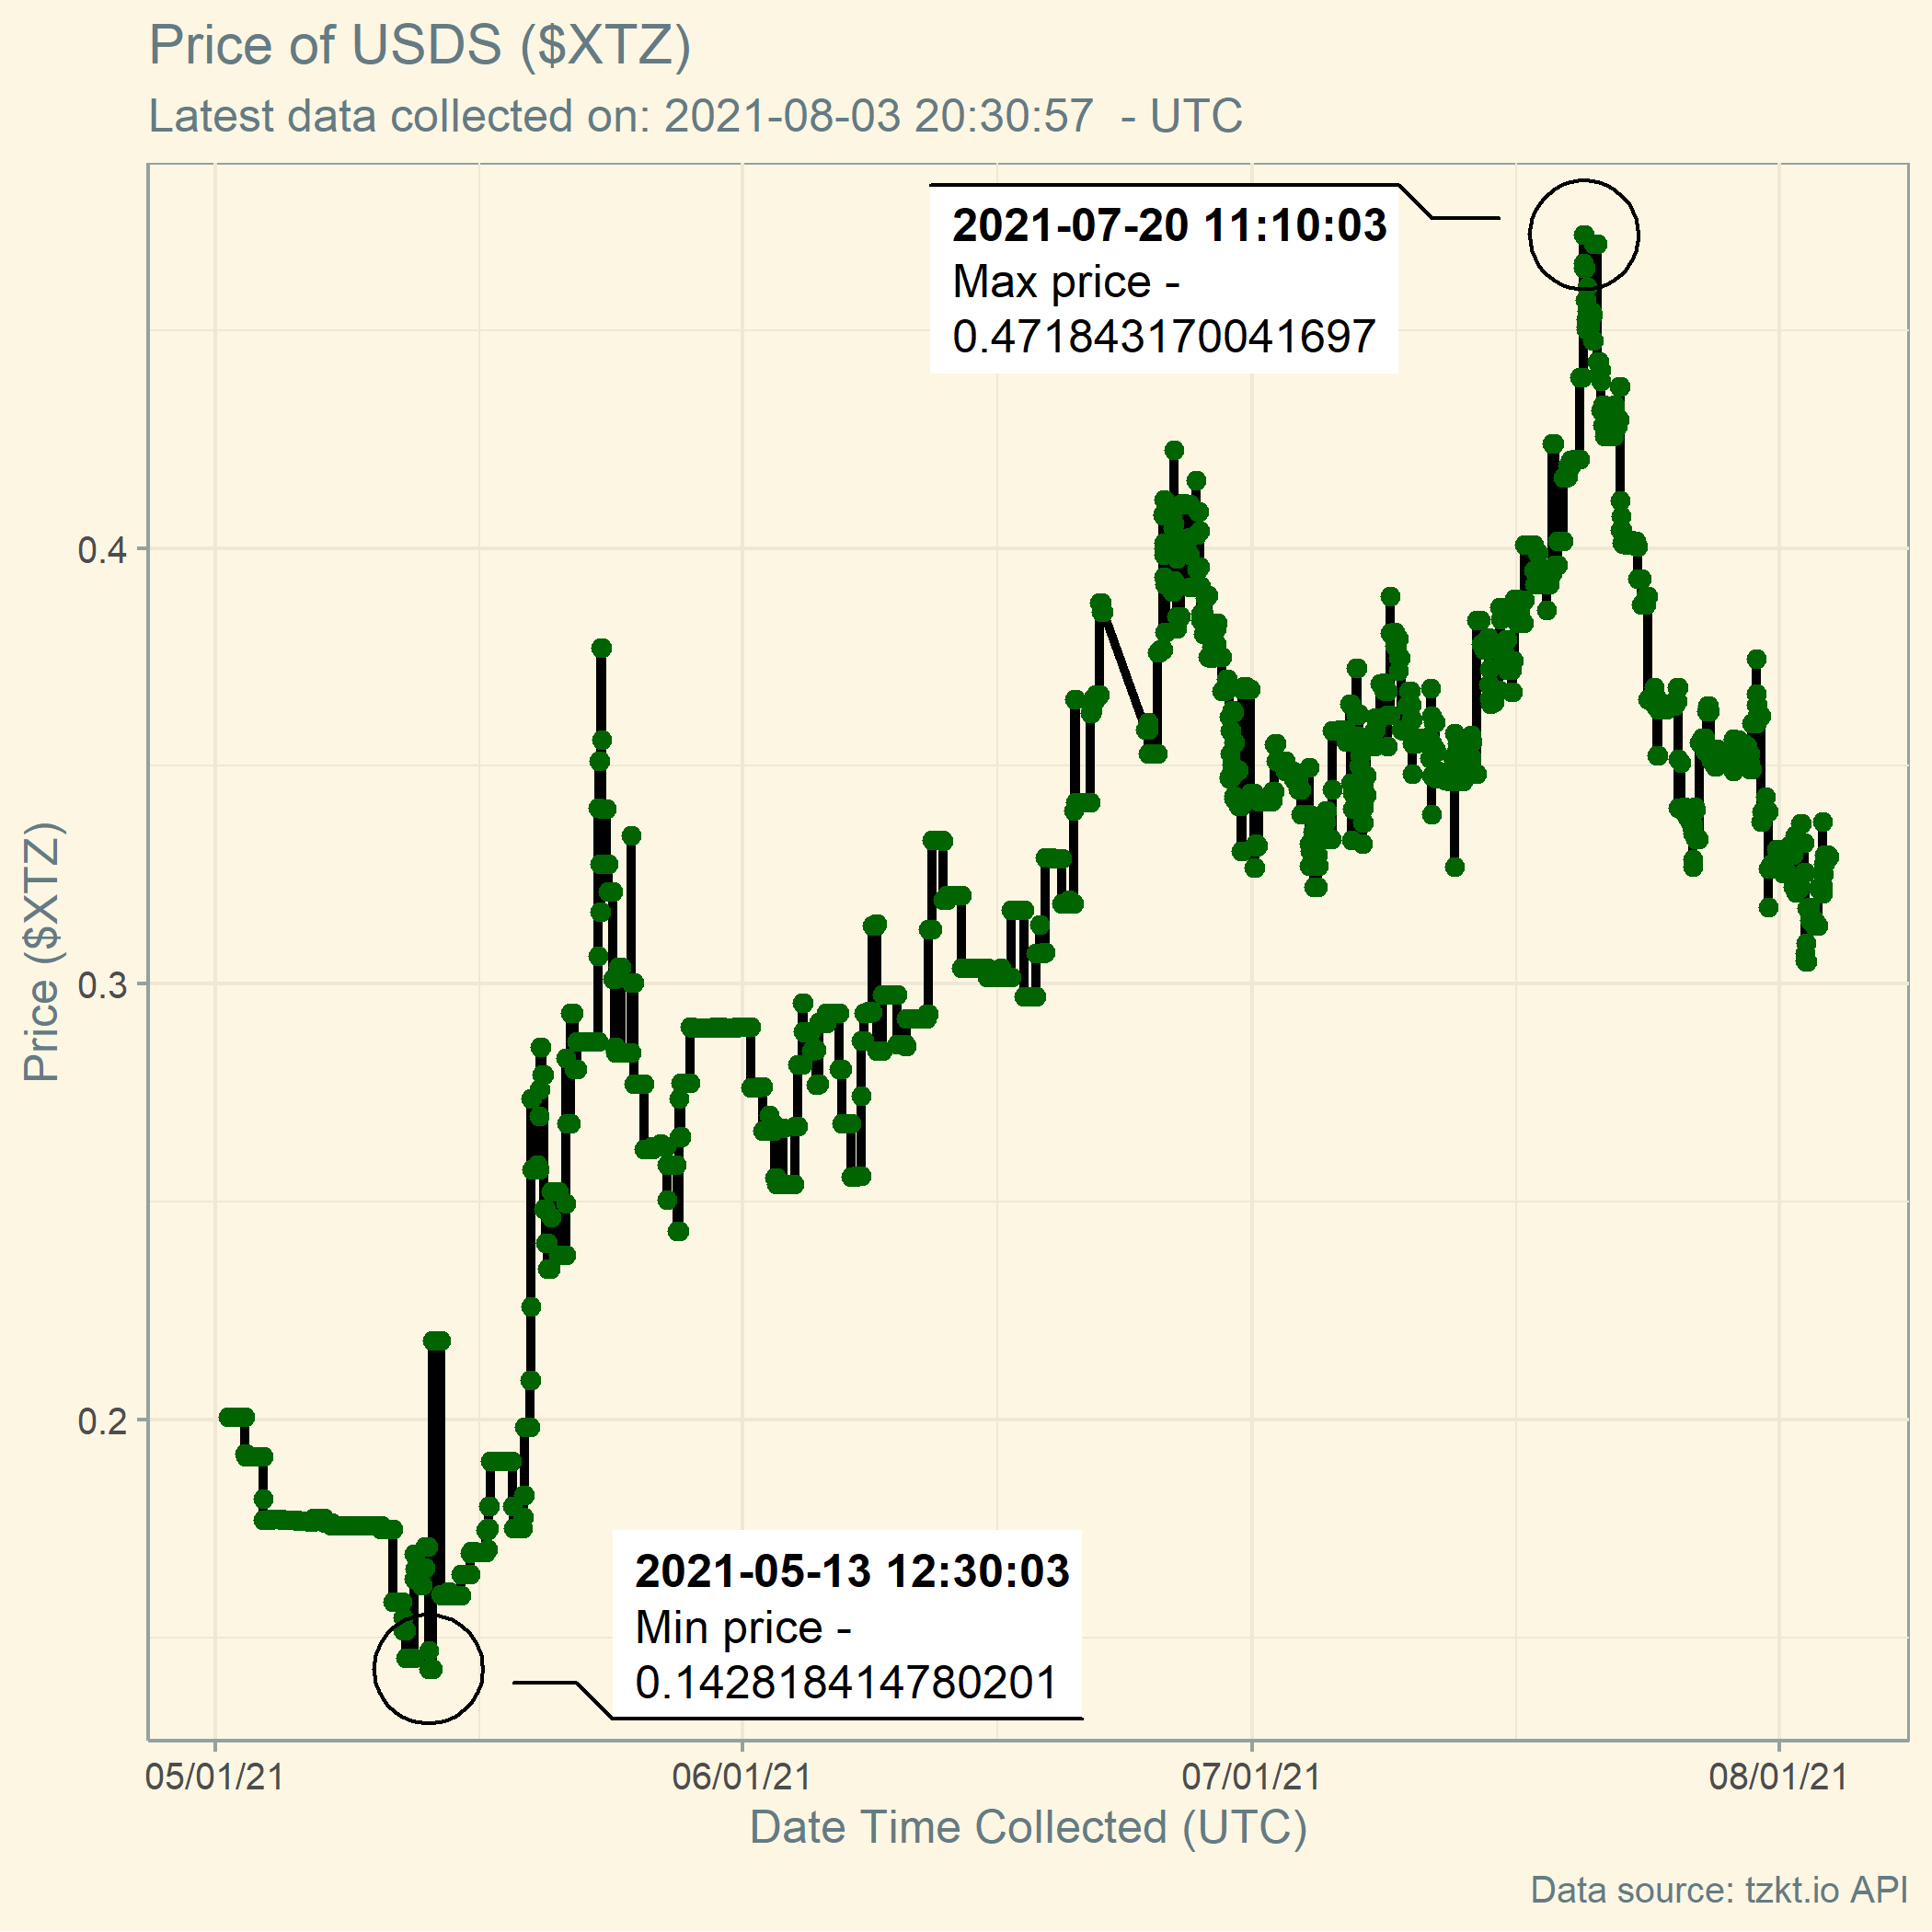 Price of USDS ($XTZ)
Latest data collected on: 2021-08-03 20:30:57  - UTC
2021-07-20 11:10:03
Max price -
0.471843170041697
0.4
0.3
0.2
Price ($XTZ)
2021-05-13 12:30:03
Min price -
0.142818414780201
05/01/21
06/01/21
07/01/21
08/01/21
Date Time Collected (UTC)
Data source: tzkt.io API